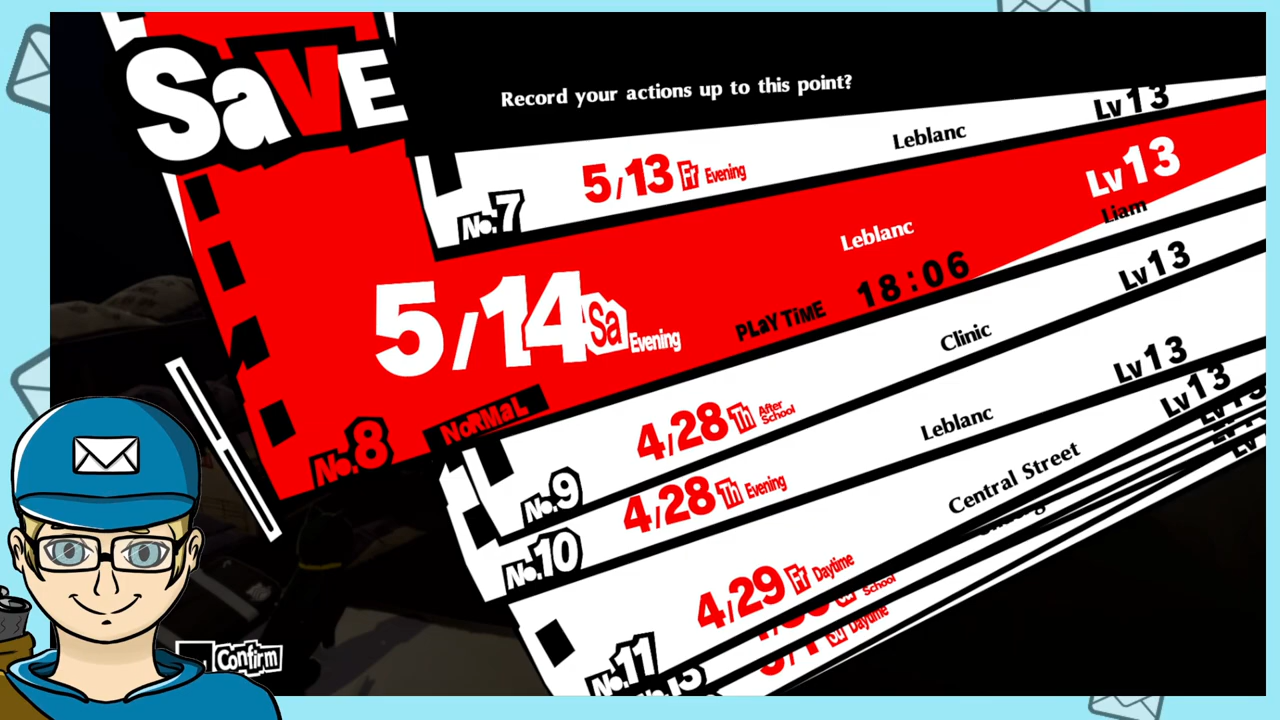 SaVE
Record your actions up to this point?
No.7 5/13 Fr Evening Leblanc Lv13
No.8 5/14 Sa Evening Leblanc Lv13
Liam
PLaY TiME 18:06
NoRMaL
No.9 4/28 Th After School Clinic Lv13
No.10 4/28 Th Evening Leblanc Lv13
No.11 4/29 Fr Daytime Central Street Lv13
School
Daytime
Confirm